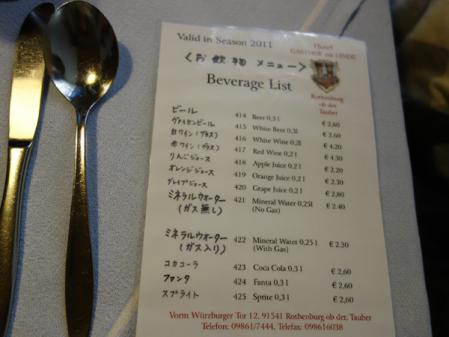 Valid in Season 2011
Hotel
GASTHOF zur LINDE
<お飲物 メニュー>
Beverage List
Rothenburg
ob der
Tauber
ビール 414 Beer 0,3 l € 2,60
ヴァイセンビール 415 White Beer 0,3l € 2,60
白ワイン(グラス) 416 White Wine 0,2l € 4,20
赤ワイン(グラス) 417 Red Wine 0,2 l € 4,30
りんごジュース 418 Apple Juice 0,2 l € 2,20
オレンジジュース 419 Orange Juice 0,2 l € 2,30
グレープジュース 420 Grape Juice 0,2 l € 2,60
ミネラルウォーター 421 Mineral Water 0,25l € 2.40
(ガス無し) (No Gas)
ミネラルウォーター 422 Mineral Water 0,25 l € 2.30
(ガス入り) (With Gas)
コカコーラ 423 Coca Cola 0,3 l € 2,60
ファンタ 424 Fanta 0,3 l € 2,60
スプライト 425 Sprite 0,3 l € 2,60
Vorm Würzburger Tor 12, 91541 Rothenburg ob der. Tauber
Telefon: 09861/7444, Telefax: 098616038